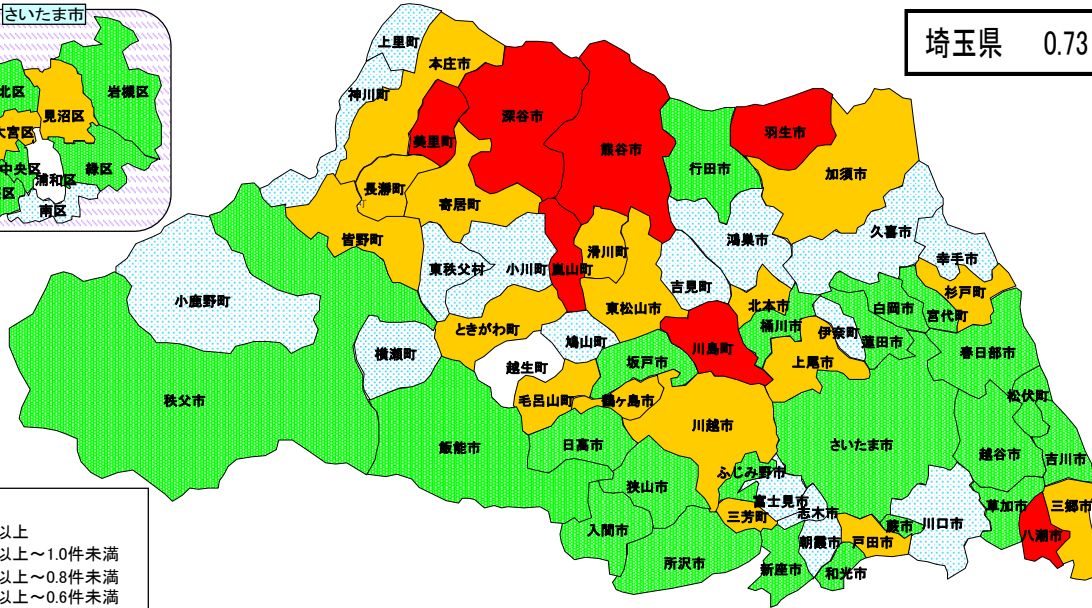 さいたま市
埼玉県 0.73
上里町
本庄市
神川町
岩槻区
北区
見沼区
深谷市
美里町
大宮区
羽生市
熊谷市
行田市
加須市
中央区
緑区
浦和区
長瀞町
南区
寄居町
久喜市
皆野町
鴻巣市
滑川町
幸手市
東秩父村
小川町
嵐山町
吉見町
杉戸町
小鹿野町
東松山市
北本市
白岡市
宮代町
ときがわ町
桶川市
伊奈町
蓮田市
鳩山町
川島町
横瀬町
春日部市
坂戸市
上尾市
越生町
松伏町
秩父市
毛呂山町
鶴ヶ島市
川越市
さいたま市
飯能市
日高市
越谷市
吉川市
ふじみ野市
狭山市
富士見市
三芳町
志木市
草加市
三郷市
入間市
蕨市
川口市
以上
八潮市
朝霞市
戸田市
以上~1.0件未満
所沢市
新座市
和光市
以上~0.8件未満
以上~0.6件未満